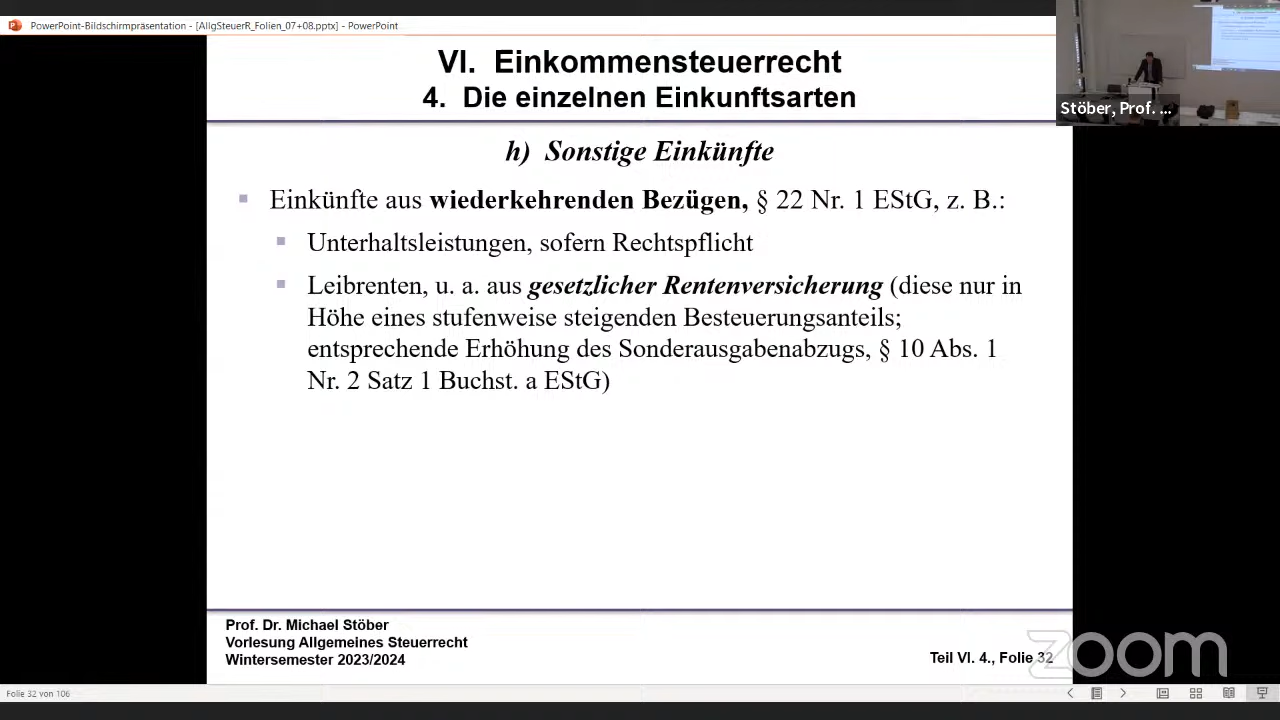 PowerPoint-Bildschirmpräsentation - [AllgSteuerR_Folien_07+08.pptx] - PowerPoint
VI. Einkommensteuerrecht
4. Die einzelnen Einkunftsarten
Stöber, Prof. ...
h) Sonstige Einkünfte
Einkünfte aus wiederkehrenden Bezügen, § 22 Nr. 1 EStG, z. B.:
Unterhaltsleistungen, sofern Rechtspflicht
Leibrenten, u. a. aus gesetzlicher Rentenversicherung (diese nur in
Höhe eines stufenweise steigenden Besteuerungsanteils;
entsprechende Erhöhung des Sonderausgabenabzugs, § 10 Abs. 1
Nr. 2 Satz 1 Buchst. a EStG)
Prof. Dr. Michael Stöber
Vorlesung Allgemeines Steuerrecht
Wintersemester 2023/2024
Teil VI. 4., Folie 32
zoom
Folie 32 von 106